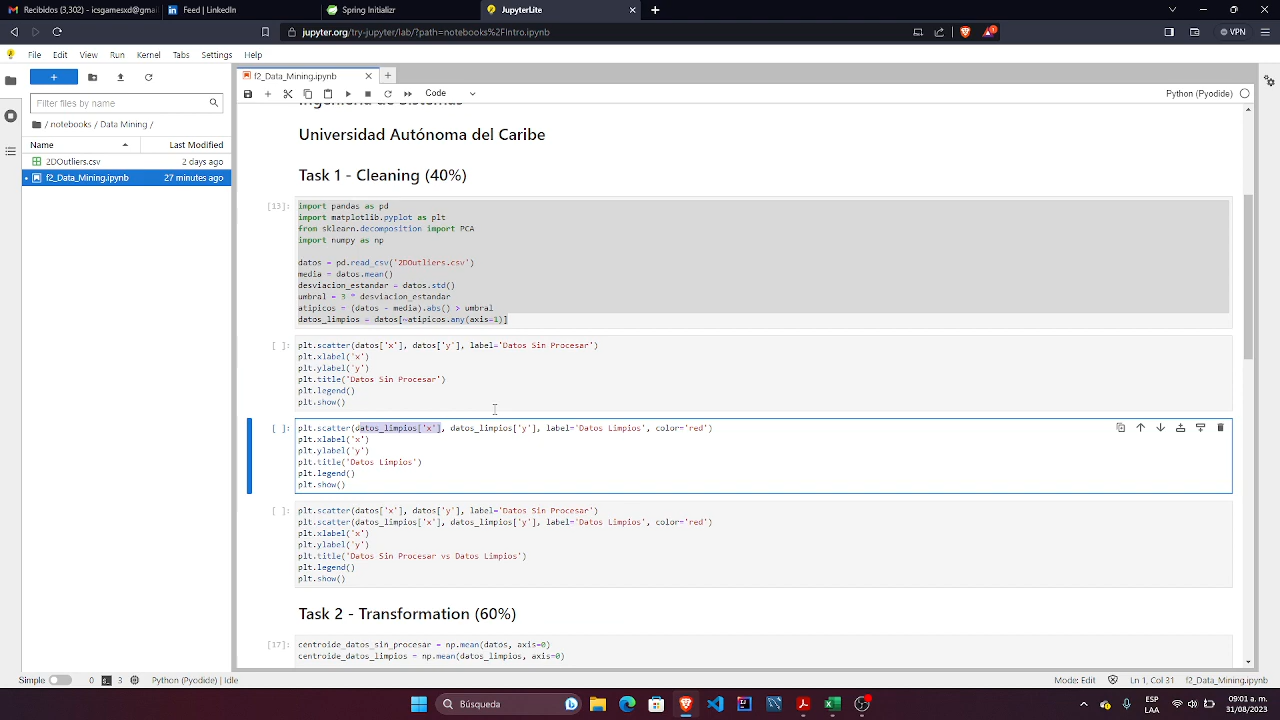 Recibidos (3,302) - icsgamesxd@gma
Feed | LinkedIn
Spring Initializr
JupyterLite
jupyter.org/try-jupyter/lab/?path=notebooks%2FIntro.ipynb
VPN
File Edit View Run Kernel Tabs Settings Help
f2_Data_Mining.ipynb
Code
Python (Pyodide)
Filter files by name
/ notebooks / Data Mining /
Name Last Modified
2DOutliers.csv 2 days ago
f2_Data_Mining.ipynb 27 minutes ago
Ingeniería de Sistemas
Universidad Autónoma del Caribe
Task 1 - Cleaning (40%)
[13]:
import pandas as pd
import matplotlib.pyplot as plt
from sklearn.decomposition import PCA
import numpy as np
datos = pd.read_csv('2DOutliers.csv')
media = datos.mean()
desviacion_estandar = datos.std()
umbral = 3 * desviacion_estandar
atipicos = (datos - media).abs() > umbral
datos_limpios = datos[~atipicos.any(axis=1)]
[ ]:
plt.scatter(datos['x'], datos['y'], label='Datos Sin Procesar')
plt.xlabel('x')
plt.ylabel('y')
plt.title('Datos Sin Procesar')
plt.legend()
plt.show()
[ ]:
plt.scatter(datos_limpios['x'], datos_limpios['y'], label='Datos Limpios', color='red')
plt.xlabel('x')
plt.ylabel('y')
plt.title('Datos Limpios')
plt.legend()
plt.show()
[ ]:
plt.scatter(datos['x'], datos['y'], label='Datos Sin Procesar')
plt.scatter(datos_limpios['x'], datos_limpios['y'], label='Datos Limpios', color='red')
plt.xlabel('x')
plt.ylabel('y')
plt.title('Datos Sin Procesar vs Datos Limpios')
plt.legend()
plt.show()
Task 2 - Transformation (60%)
[17]:
centroide_datos_sin_procesar = np.mean(datos, axis=0)
centroide_datos_limpios = np.mean(datos_limpios, axis=0)
Simple 0 3 Python (Pyodide) | Idle
Mode: Edit Ln 1, Col 31 f2_Data_Mining.ipynb
Búsqueda
ESP
LAA
09:01 a. m.
31/08/2023